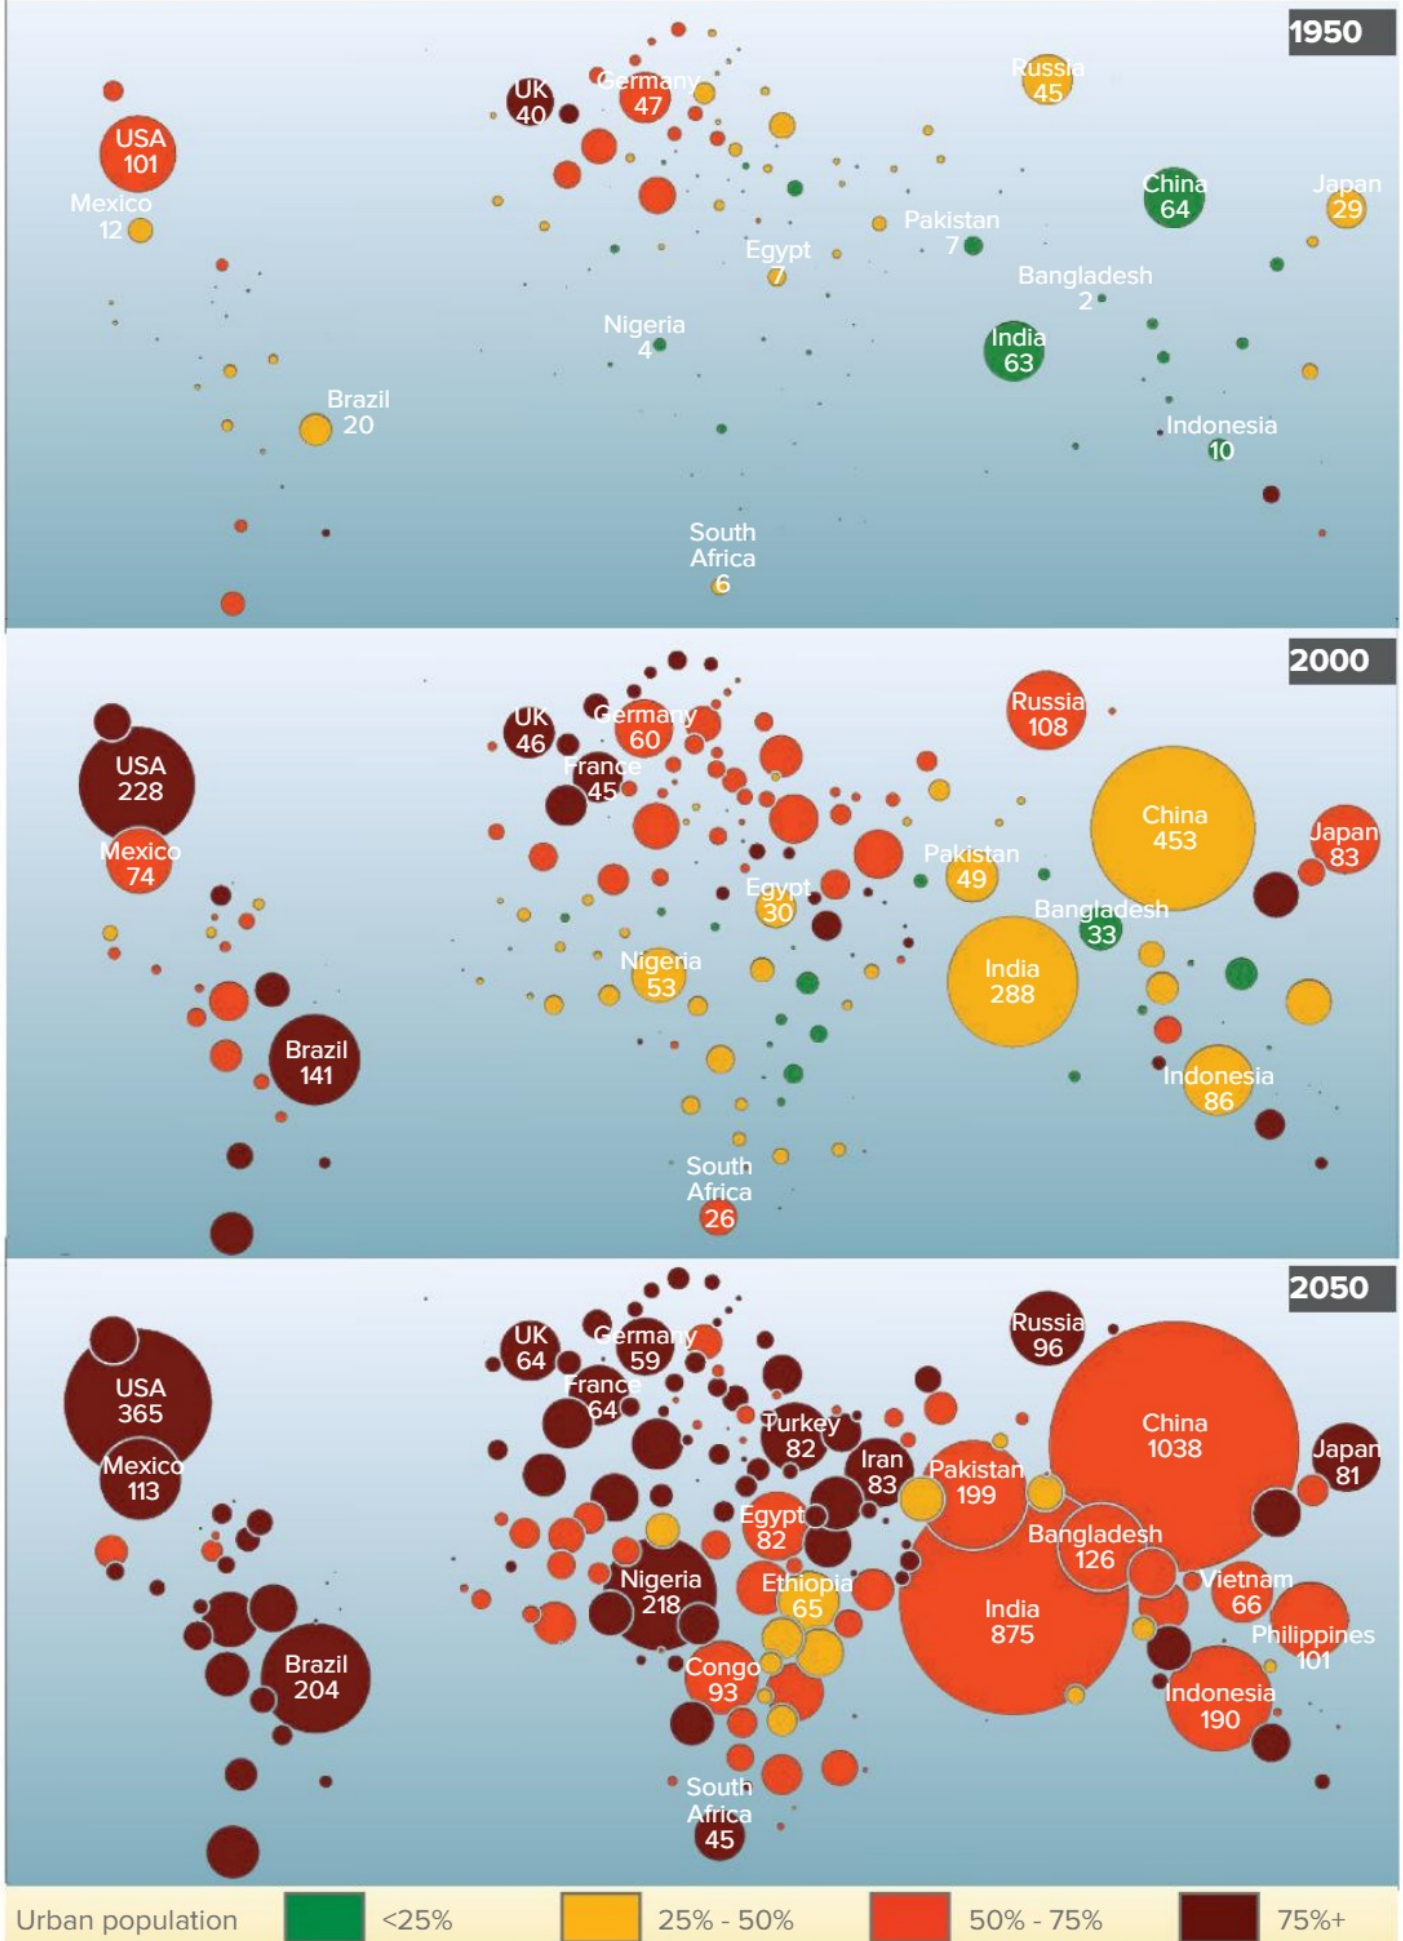 1950
Russia
45
UK
40
Germany
47
USA
101
Mexico
12
China
64
Japan
29
Pakistan
7
Egypt
7
Bangladesh
2
Nigeria
4
India
63
Brazil
20
Indonesia
10
South
Africa
6
2000
Russia
108
UK
46
Germany
60
France
45
USA
228
Mexico
74
China
453
Japan
83
Pakistan
49
Egypt
30
Bangladesh
33
Nigeria
53
India
288
Brazil
141
Indonesia
86
South
Africa
26
2050
Russia
96
UK
64
Germany
59
France
64
USA
365
Mexico
113
Turkey
82
Iran
83
Pakistan
199
China
1038
Japan
81
Egypt
82
Bangladesh
126
Nigeria
218
Ethiopia
65
India
875
Vietnam
66
Philippines
101
Brazil
204
Congo
93
Indonesia
190
South
Africa
45
Urban population <25% 25% - 50% 50% - 75% 75%+